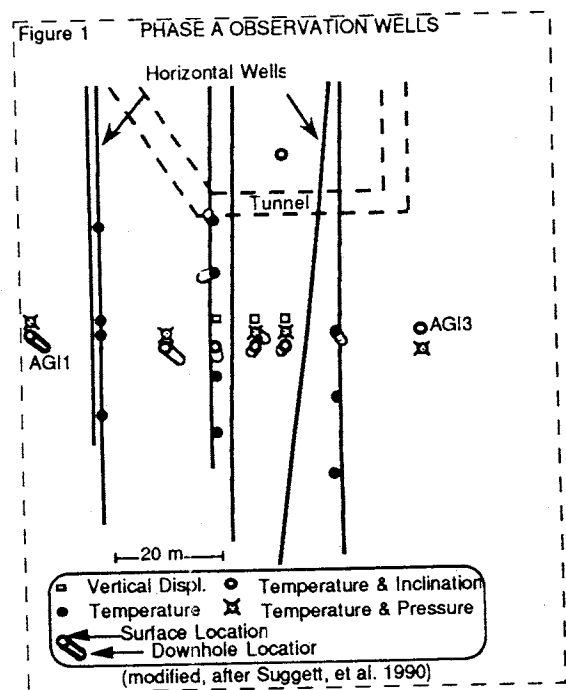 Figure 1 PHASE A OBSERVATION WELLS
Horizontal Wells
Tunnel
AGI1
AGI3
20 m
Vertical Displ.
Temperature & Inclination
Temperature
Temperature & Pressure
Surface Location
Downhole Location
(modified, after Suggett, et al. 1990)